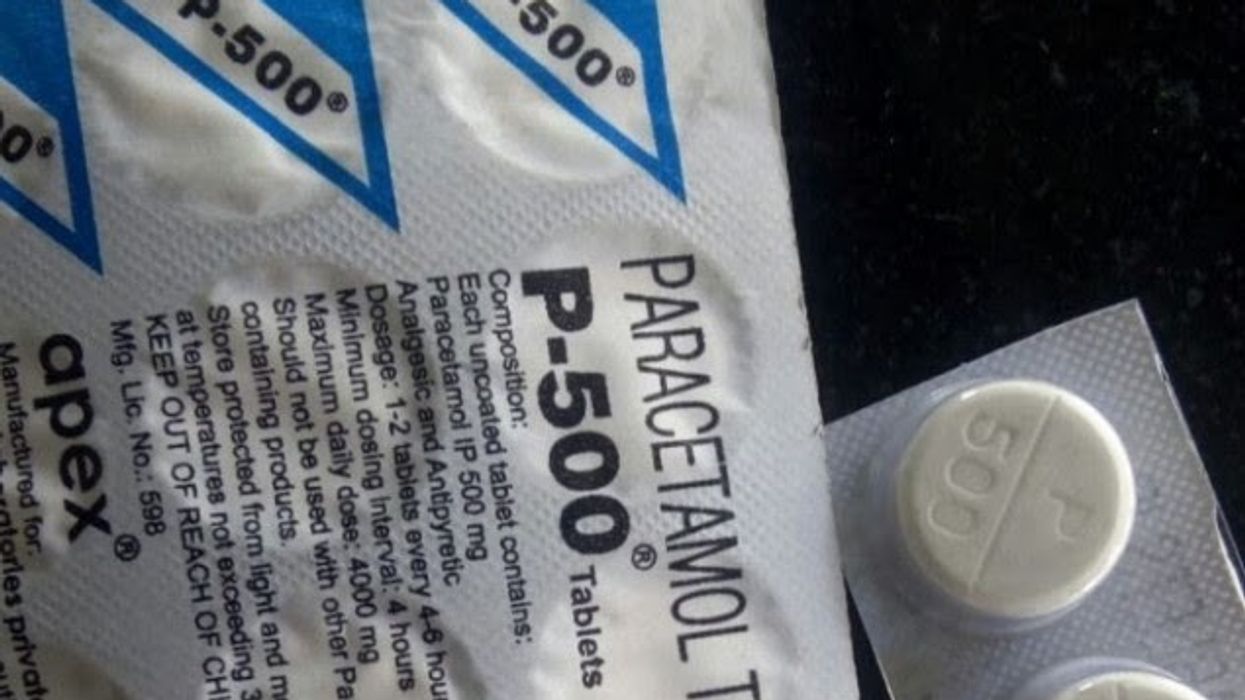 P-500®
-500®
0®
PARACETAMOL T
P-500® Tablets
Composition:
Each uncoated tablet contains:
Paracetamol IP 500 mg
Analgesic and Antipyretic
Dosage: 1-2 tablets every 4-6 hou
Minimum dosing interval: 4 hours
Maximum daily dose: 4000 mg
Should not be used with other Pa
containing products.
Store protected from light and m
at temperatures not exceeding 3
KEEP OUT OF REACH OF CH
Mfg. Lic. No.: 598
apex®
Manufactured for:
privat
P
500